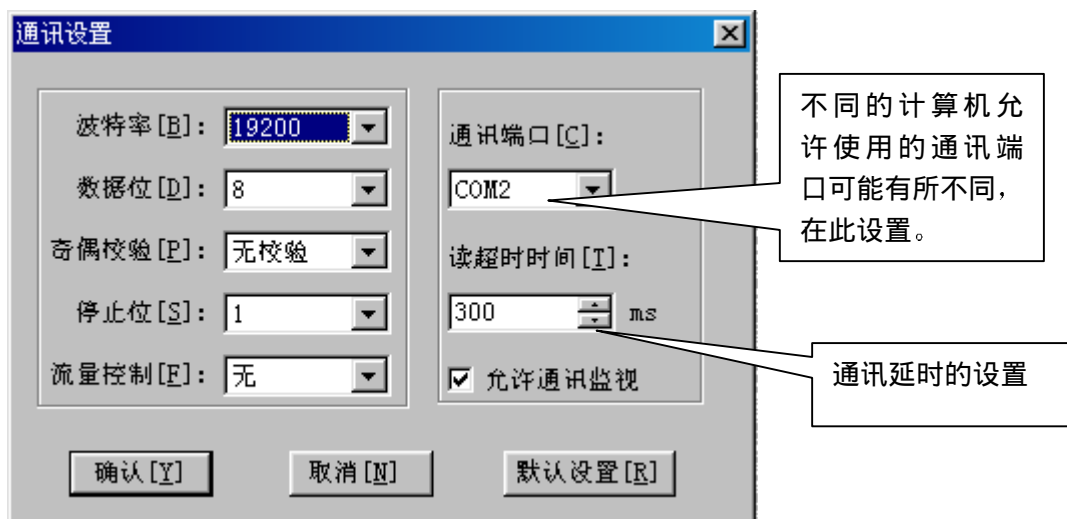 通讯设置
波特率[B]: 19200
数据位[D]: 8
奇偶校验[P]: 无校验
停止位[S]: 1
流量控制[F]: 无
通讯端口[C]:
COM2
读超时时间[T]:
300 ms
允许通讯监视
确认[Y] 取消[N] 默认设置[R]
不同的计算机允
许使用的通讯端
口可能有所不同，
在此设置。
通讯延时的设置